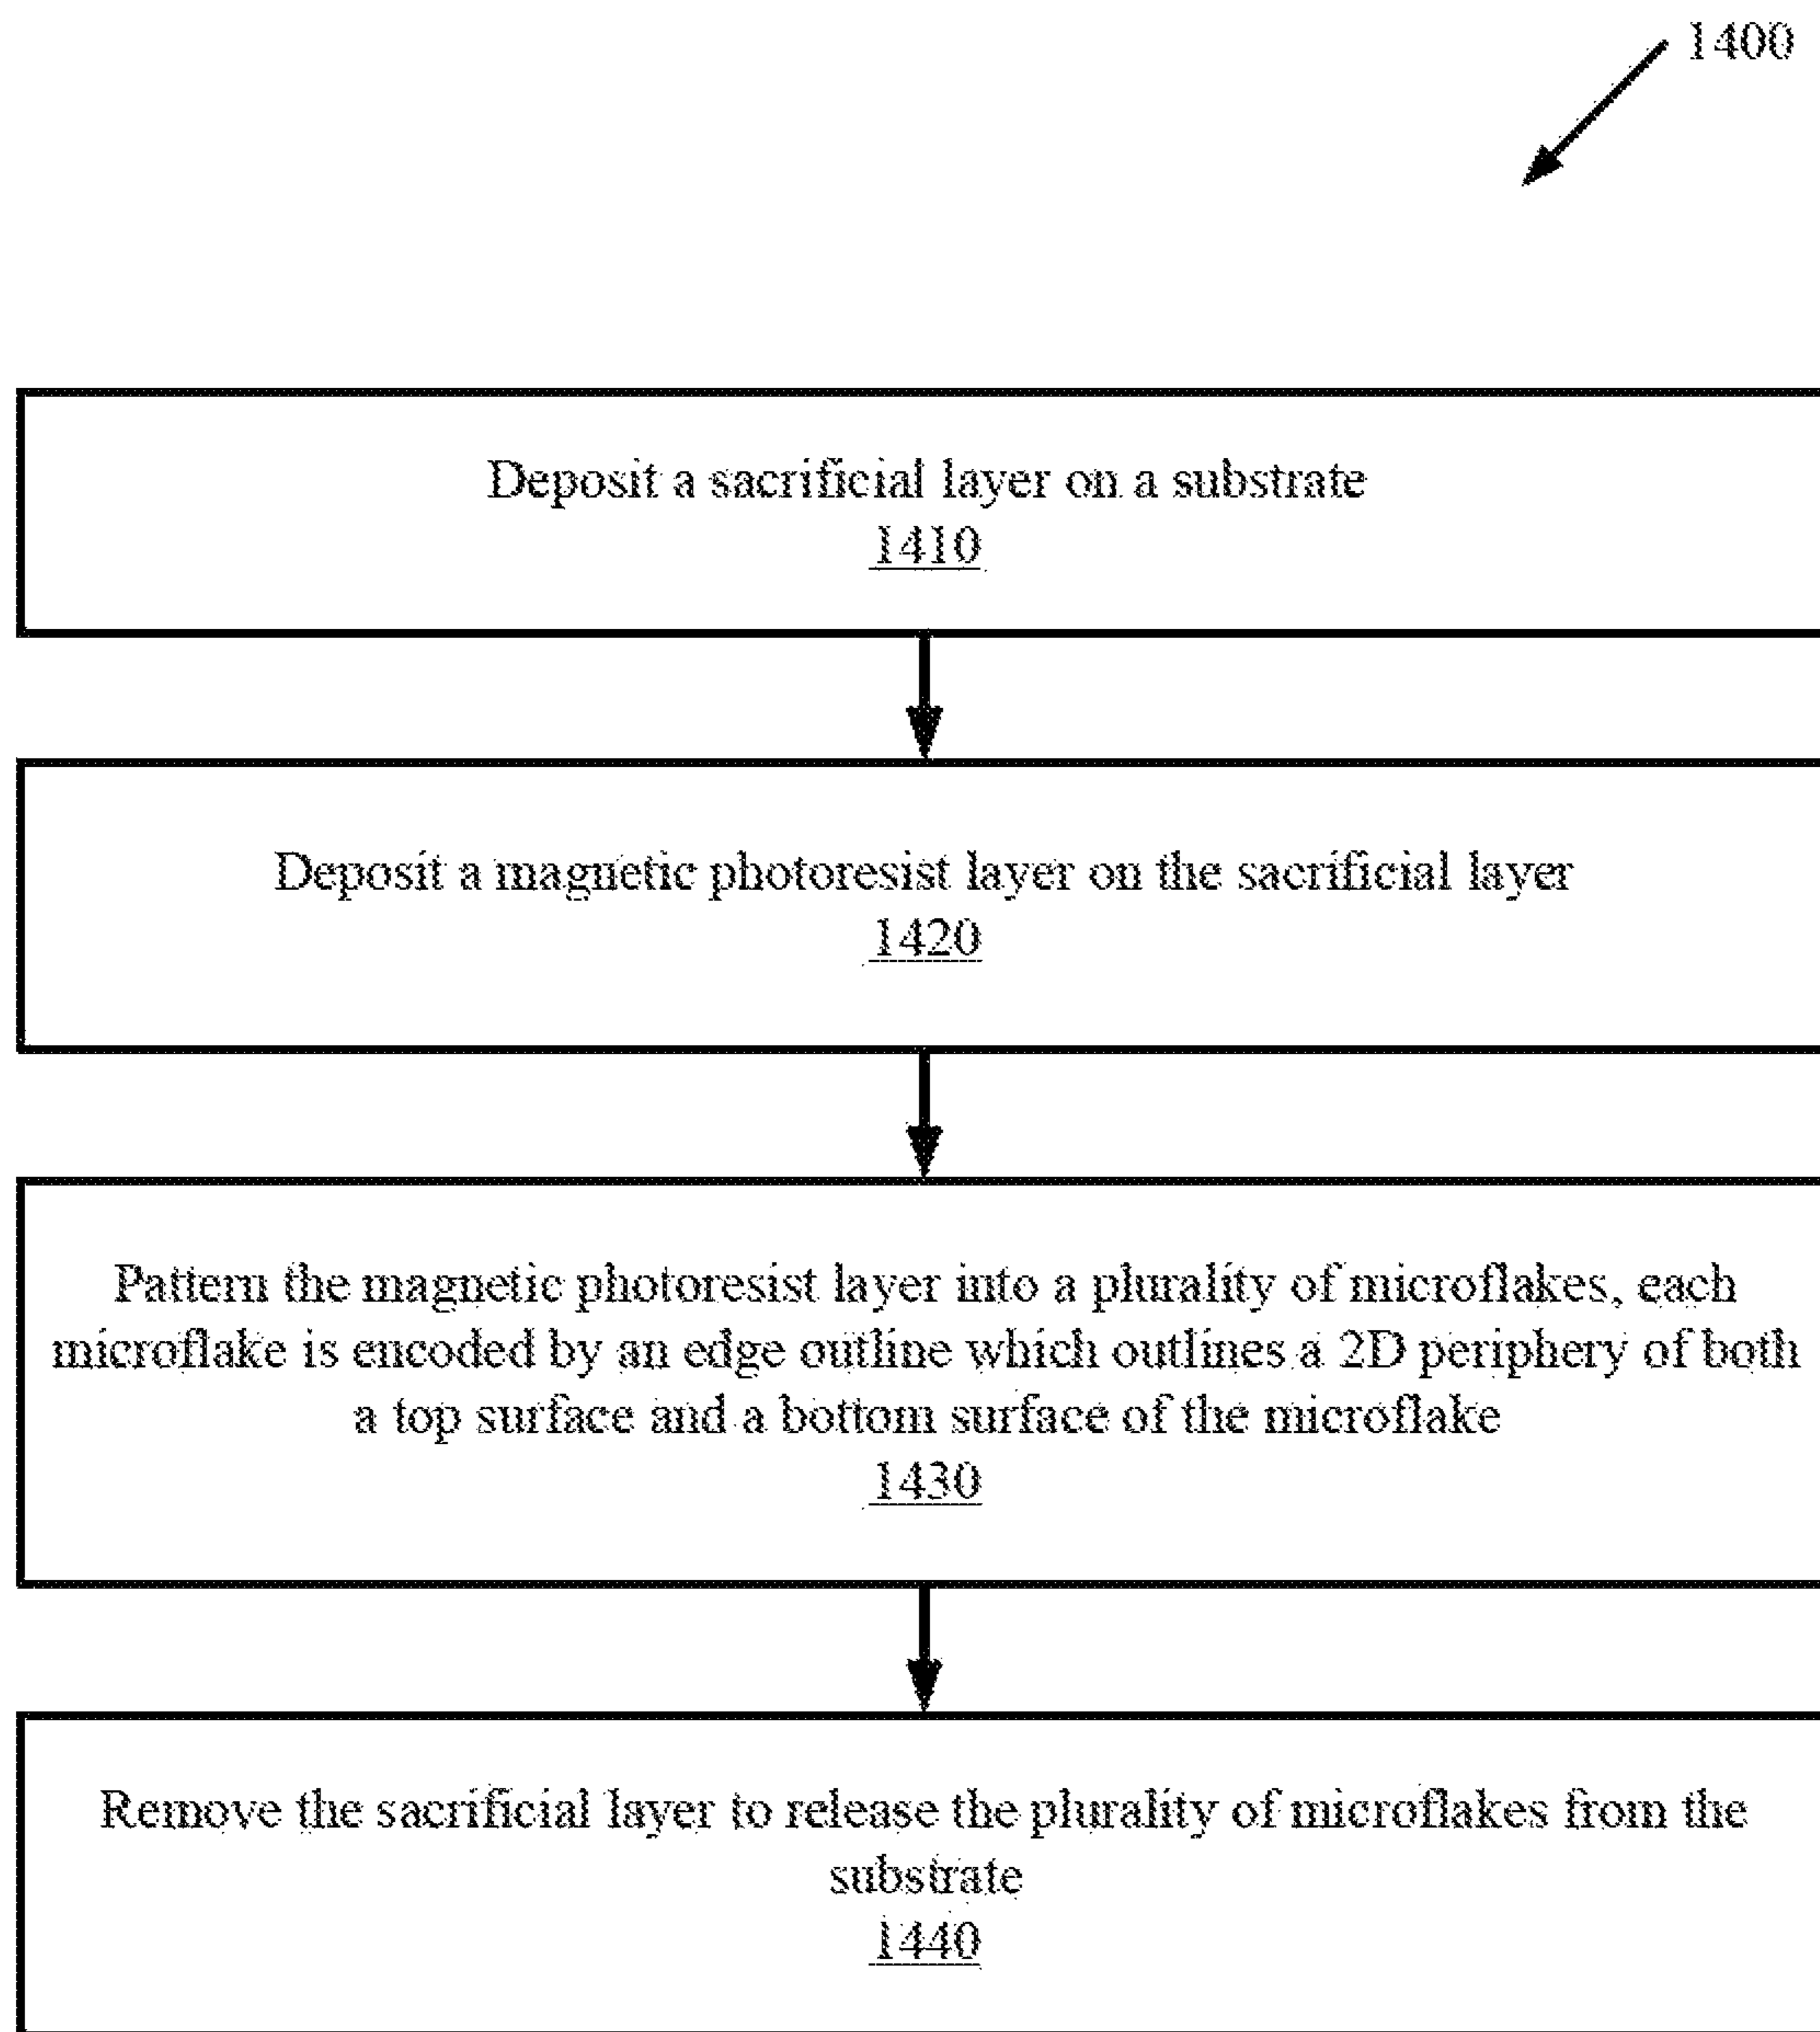 1400
Deposit a sacrificial layer on a substrate
1410
Deposit a magnetic photoresist layer on the sacrificial layer
1420
Pattern the magnetic photoresist layer into a plurality of microflakes, each
microflake is encoded by an edge outline which outlines a 2D periphery of both
a top surface and a bottom surface of the microflake
1430
Remove the sacrificial layer to release the plurality of microflakes from the
substrate
1440